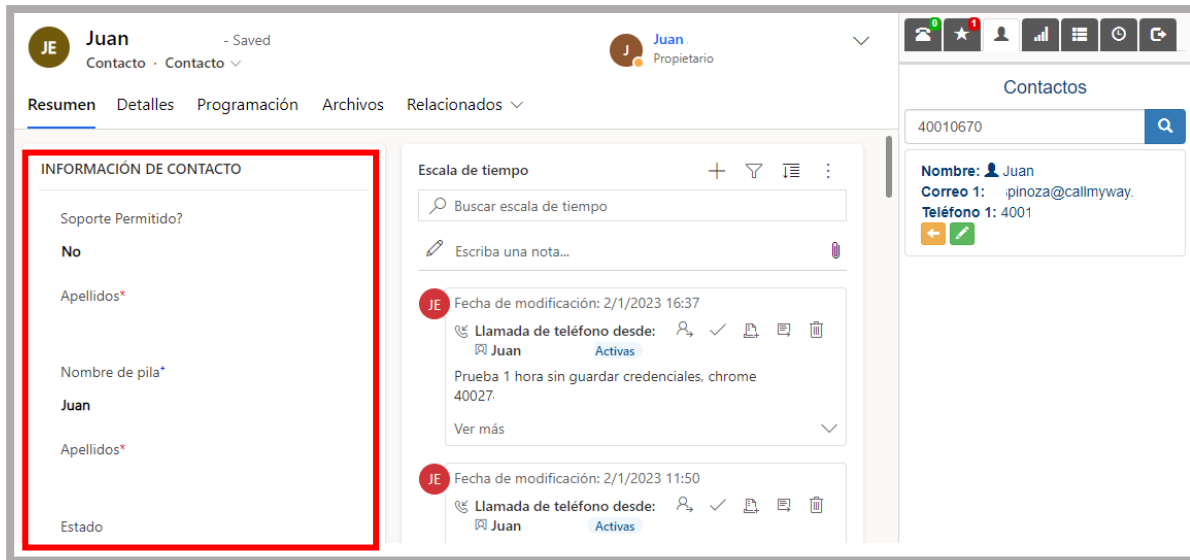 JE
Juan - Saved
Contacto · Contacto
J
Juan
Propietario
Resumen Detalles Programación Archivos Relacionados
INFORMACIÓN DE CONTACTO
Soporte Permitido?
No
Apellidos*
Nombre de pila+
Juan
Apellidos*
Estado
Escala de tiempo
Buscar escala de tiempo
Escriba una nota...
JE
Fecha de modificación: 2/1/2023 16:37
Llamada de teléfono desde:
Juan Activas
Prueba 1 hora sin guardar credenciales, chrome
40027
Ver más
JE
Fecha de modificación: 2/1/2023 11:50
Llamada de teléfono desde:
Juan Activas
0 1
Contactos
40010670
Nombre: Juan
Correo 1: pinoza@callmyway.
Teléfono 1: 4001